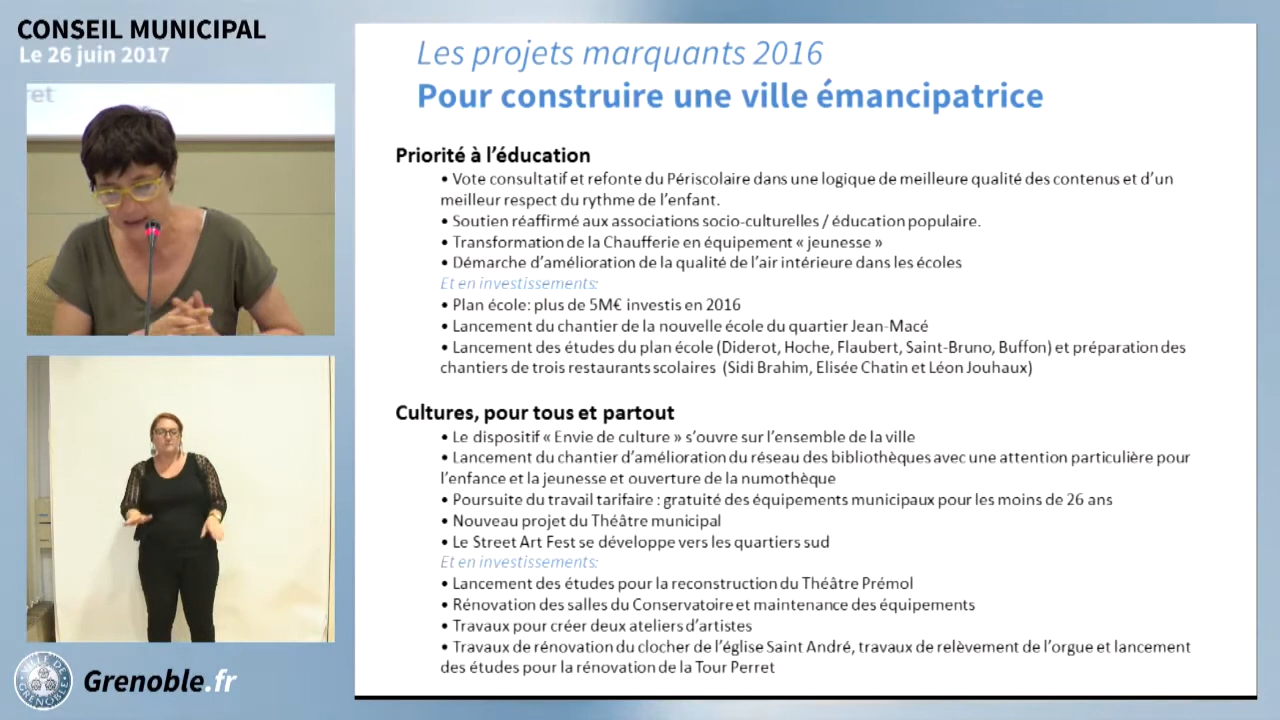 CONSEIL MUNICIPAL
Le 26 juin 2017
et
Les projets marquants 2016
Pour construire une ville émancipatrice
Priorité à l'éducation
• Vote consultatif et refonte du Périscolaire dans une logique de meilleure qualité des contenus et d'un
meilleur respect du rythme de l'enfant.
• Soutien réaffirmé aux associations socio-culturelles / éducation populaire.
• Transformation de la Chaufferie en équipement « jeunesse »
• Démarche d'amélioration de la qualité de l'air intérieure dans les écoles
Et en investissements:
• Plan école: plus de 5M€ investis en 2016
• Lancement du chantier de la nouvelle école du quartier Jean-Macé
• Lancement des études du plan école (Diderot, Hoche, Flaubert, Saint-Bruno, Buffon) et préparation des
chantiers de trois restaurants scolaires (Sidi Brahim, Elisée Chatin et Léon Jouhaux)
Cultures, pour tous et partout
• Le dispositif « Envie de culture » s'ouvre sur l'ensemble de la ville
• Lancement du chantier d'amélioration du réseau des bibliothèques avec une attention particulière pour
l'enfance et la jeunesse et ouverture de la numothèque
• Poursuite du travail tarifaire : gratuité des équipements municipaux pour les moins de 26 ans
• Nouveau projet du Théâtre municipal
• Le Street Art Fest se développe vers les quartiers sud
Et en investissements:
• Lancement des études pour la reconstruction du Théâtre Prémol
• Rénovation des salles du Conservatoire et maintenance des équipements
• Travaux pour créer deux ateliers d'artistes
• Travaux de rénovation du clocher de l'église Saint André, travaux de relèvement de l'orgue et lancement
des études pour la rénovation de la Tour Perret
VILLE DE GRENOBLE
Grenoble.fr